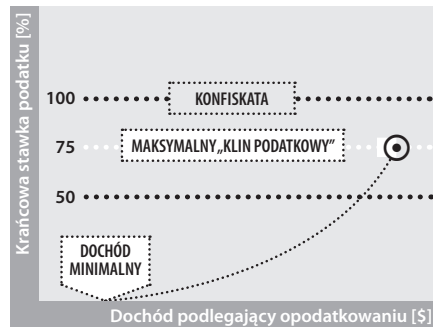 Krańcowa stawka podatku [%]
100
KONFISKATA
75
MAKSYMALNY„KLIN PODATKOWY”
50
DOCHÓD
MINIMALNY
Dochód podlegający opodatkowaniu [$]